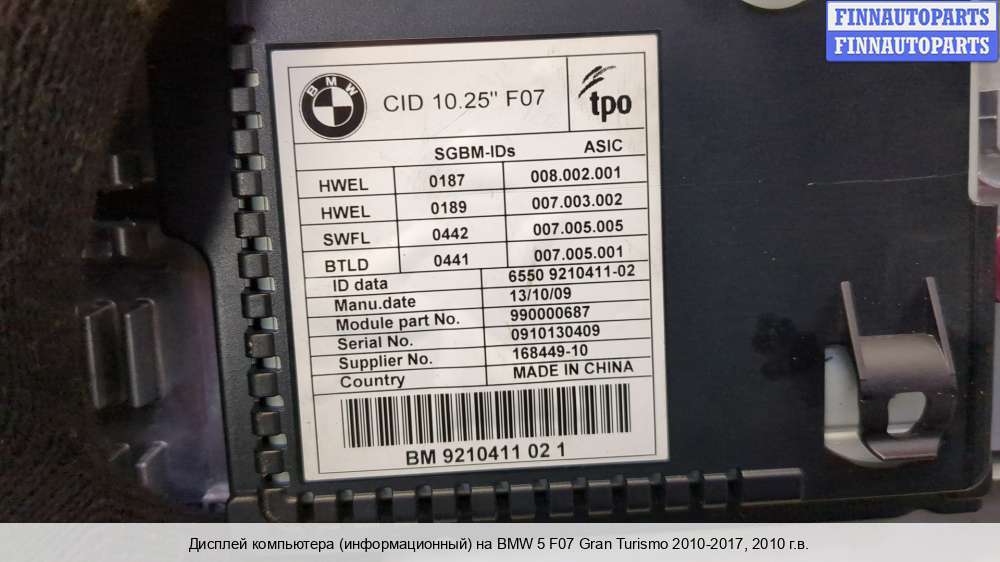 FINNAUTOPARTS
FINNAUTOPARTS
BMW
CID 10.25" F07
tpo
SGBM-IDs ASIC
HWEL 0187 008.002.001
HWEL 0189 007.003.002
SWFL 0442 007.005.005
BTLD 0441 007.005.001
ID data 6550 9210411-02
Manu.date 13/10/09
Module part No. 990000687
Serial No. 0910130409
Supplier No. 168449-10
Country MADE IN CHINA
BM 9210411 02 1
Дисплей компьютера (информационный) на BMW 5 F07 Gran Turismo 2010-2017, 2010 г.в.